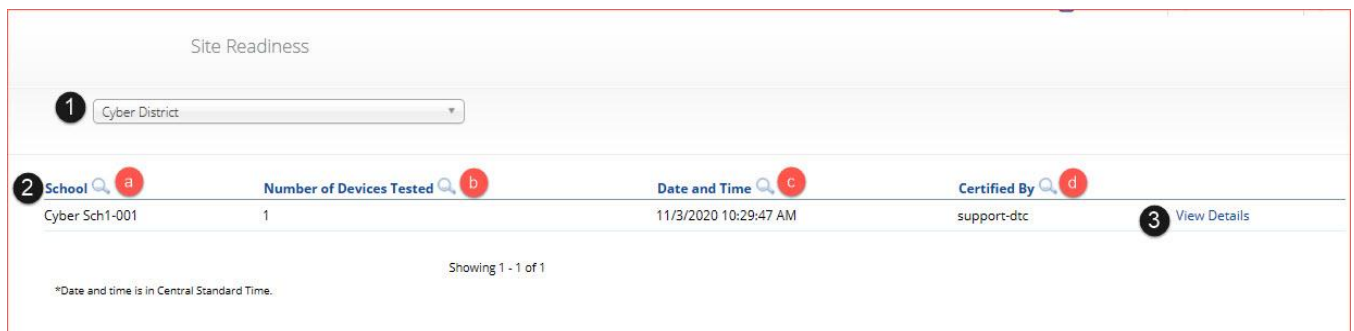 Site Readiness
1 Cyber District
2 School a Number of Devices Tested b Date and Time c Certified By d
Cyber Sch1-001 1 11/3/2020 10:29:47 AM support-dtc 3 View Details
Showing 1 - 1 of 1
*Date and time is in Central Standard Time.